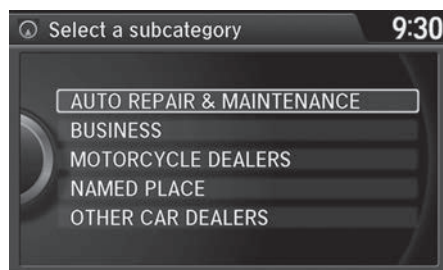 Select a subcategory 9:30
AUTO REPAIR & MAINTENANCE
BUSINESS
MOTORCYCLE DEALERS
NAMED PLACE
OTHER CAR DEALERS